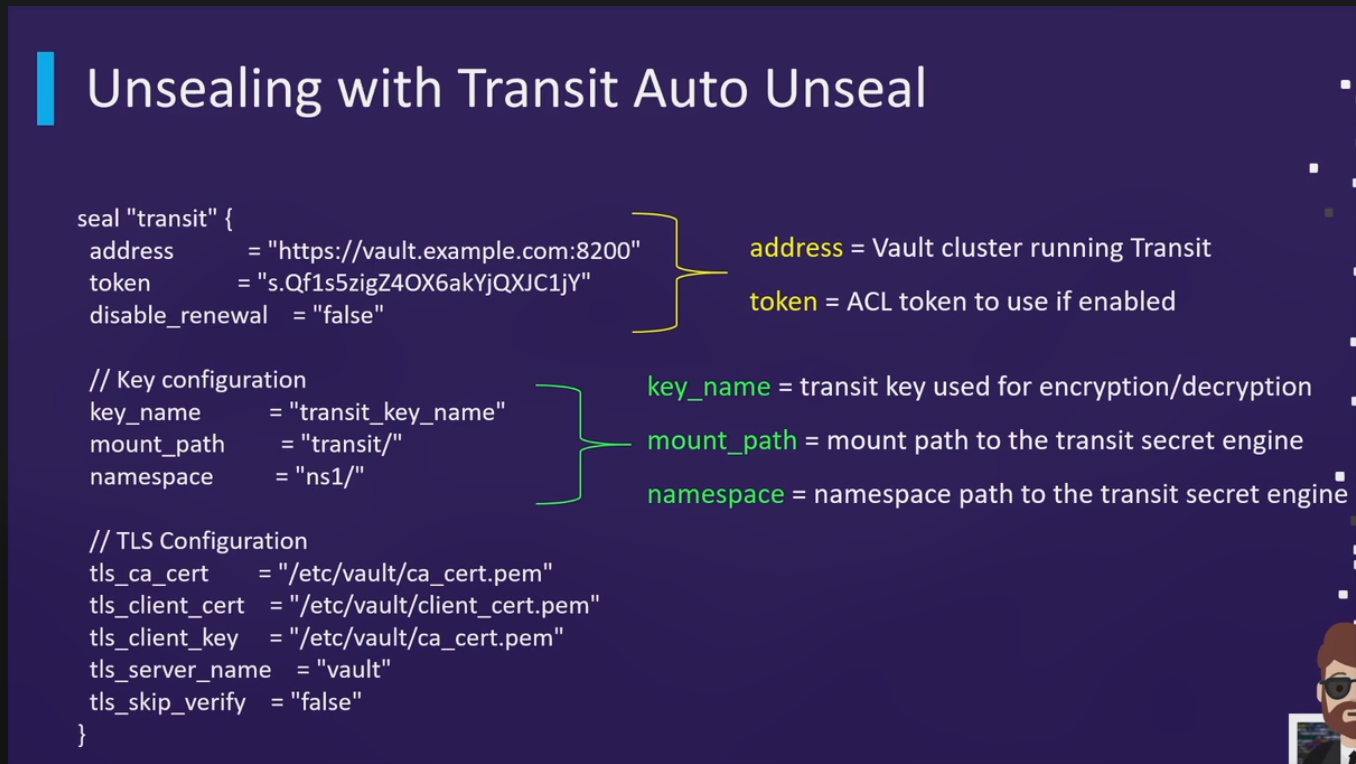 Unsealing with Transit Auto Unseal
seal "transit" {
address = "https://vault.example.com:8200"
token = "s.Qf1s5zigZ4OX6akYjQXJC1jY"
disable_renewal = "false"
address = Vault cluster running Transit
token = ACL token to use if enabled
// Key configuration
key_name = "transit_key_name"
mount_path = "transit/"
namespace = "ns1/"
key_name = transit key used for encryption/decryption
mount_path = mount path to the transit secret engine
namespace = namespace path to the transit secret engine
// TLS Configuration
tls_ca_cert = "/etc/vault/ca_cert.pem"
tls_client_cert = "/etc/vault/client_cert.pem"
tls_client_key = "/etc/vault/ca_cert.pem"
tls_server_name = "vault"
tls_skip_verify = "false"
}